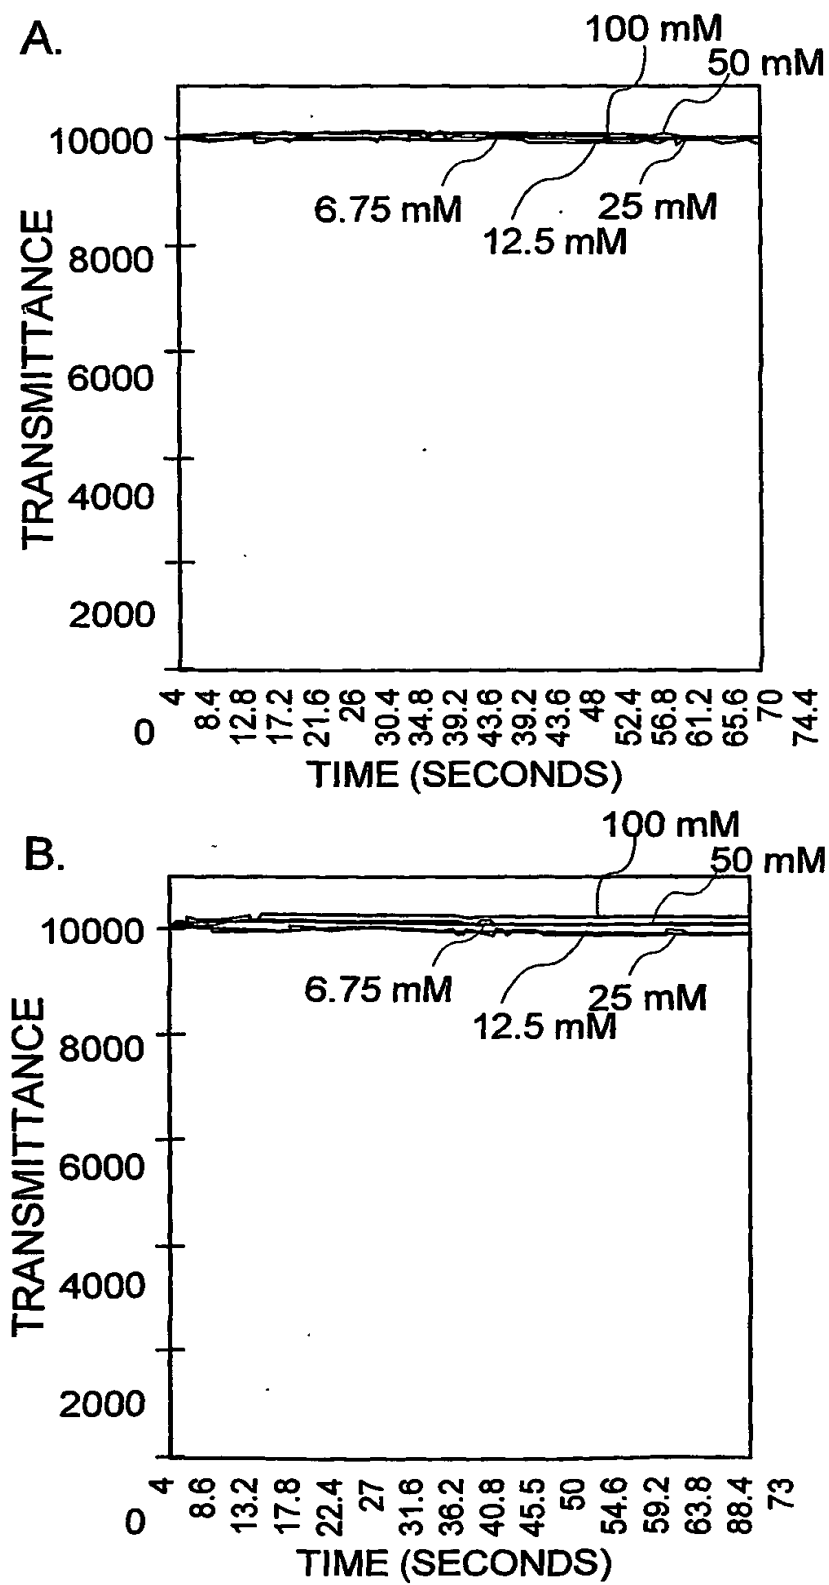 A.
100 mM
50 mM
10000
6.75 mM
25 mM
12.5 mM
8000
6000
4000
2000
0
TRANSMITTANCE
4 8.4 12.8 17.2 21.6 26 30.4 34.8 39.2 43.6 39.2 43.6 48 52.4 56.8 61.2 65.6 70 74.4
TIME (SECONDS)
B.
100 mM
50 mM
10000
6.75 mM
25 mM
12.5 mM
8000
6000
4000
2000
0
TRANSMITTANCE
4 8.6 13.2 17.8 22.4 27 31.6 36.2 40.8 45.5 50 54.6 59.2 63.8 88.4 73
TIME (SECONDS)